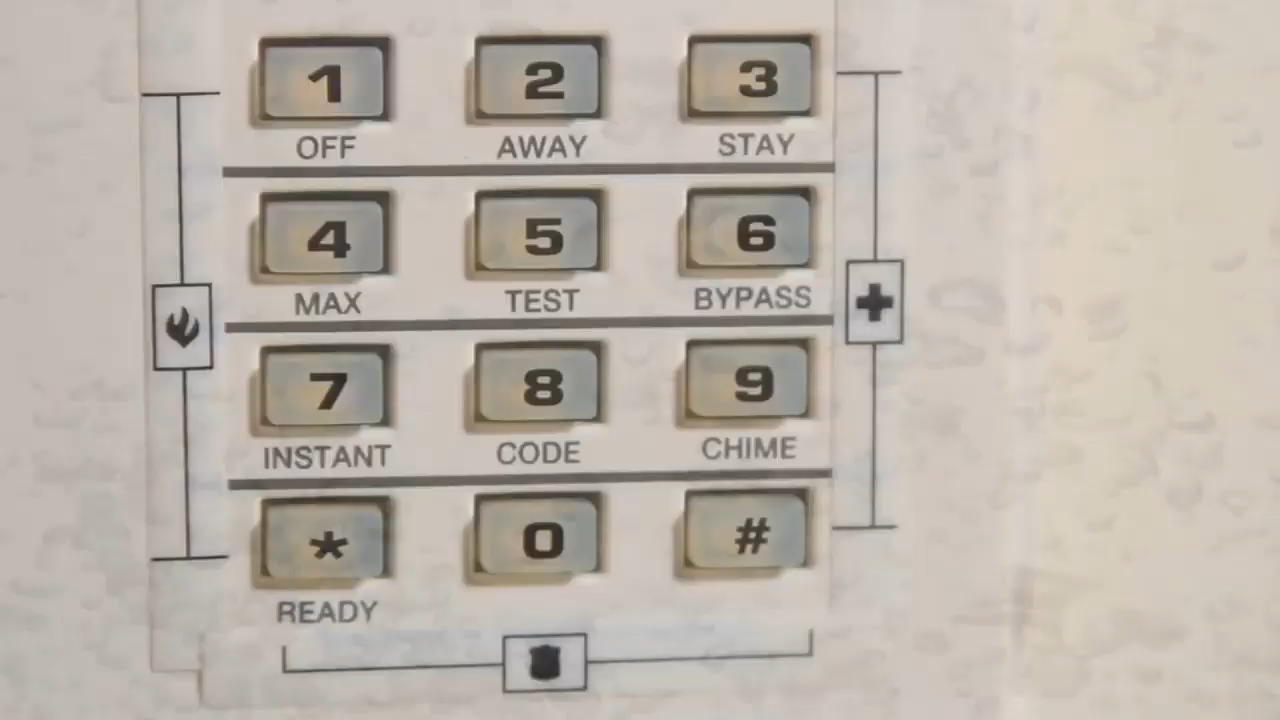 1 2 3
OFF AWAY STAY
4 5 6
MAX TEST BYPASS
7 8 9
INSTANT CODE CHIME
* 0 #
READY